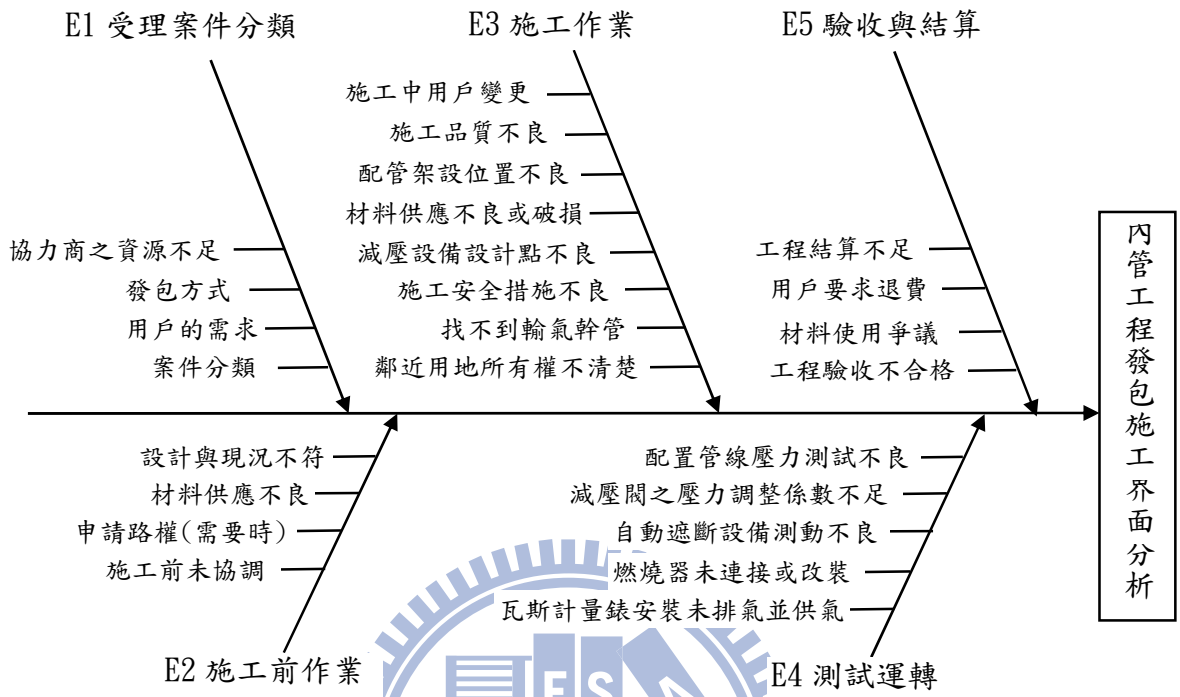 E1 受理案件分類
E3 施工作業
E5 驗收與結算
協力商之資源不足
發包方式
用戶的需求
案件分類
施工中用戶變更
施工品質不良
配管架設位置不良
材料供應不良或破損
減壓設備設計點不良
施工安全措施不良
找不到輸氣幹管
鄰近用地所有權不清楚
工程結算不足
用戶要求退費
材料使用爭議
工程驗收不合格
內管工程發包施工界面分析
設計與現況不符
材料供應不良
申請路權(需要時)
施工前未協調
配置管線壓力測試不良
減壓閥之壓力調整係數不足
自動遮斷設備測動不良
燃燒器未連接或改裝
瓦斯計量錶安裝未排氣並供氣
E2 施工前作業
E4 測試運轉
ESA